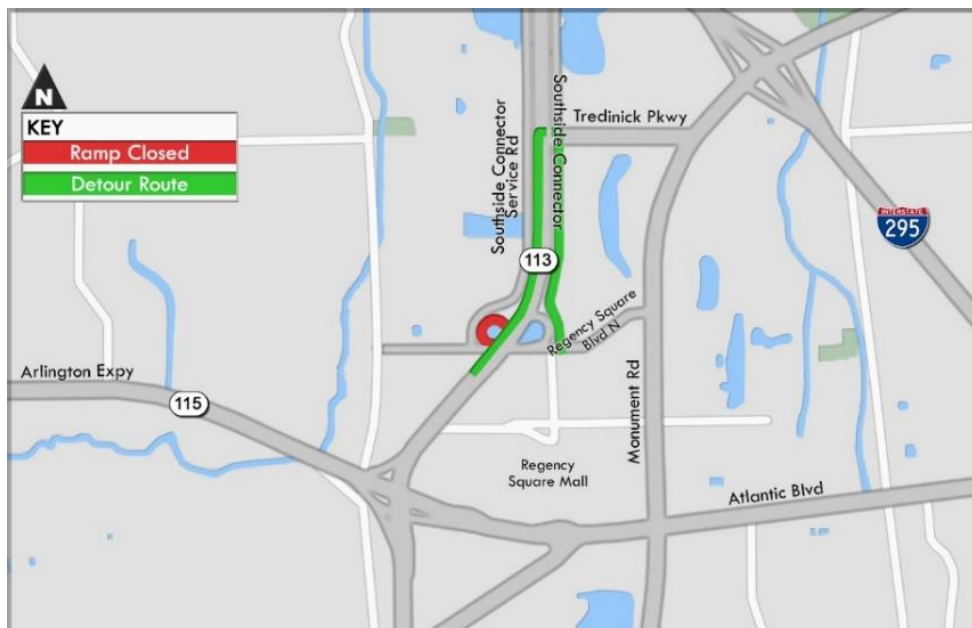 N
KEY
Ramp Closed
Detour Route
Southside Connector
Service Rd
Southside Connector
Tredinick Pkwy
INTERSTATE
295
113
Regency Square
Blvd N
Arlington Expy
115
Monument Rd
Regency
Square Mall
Atlantic Blvd